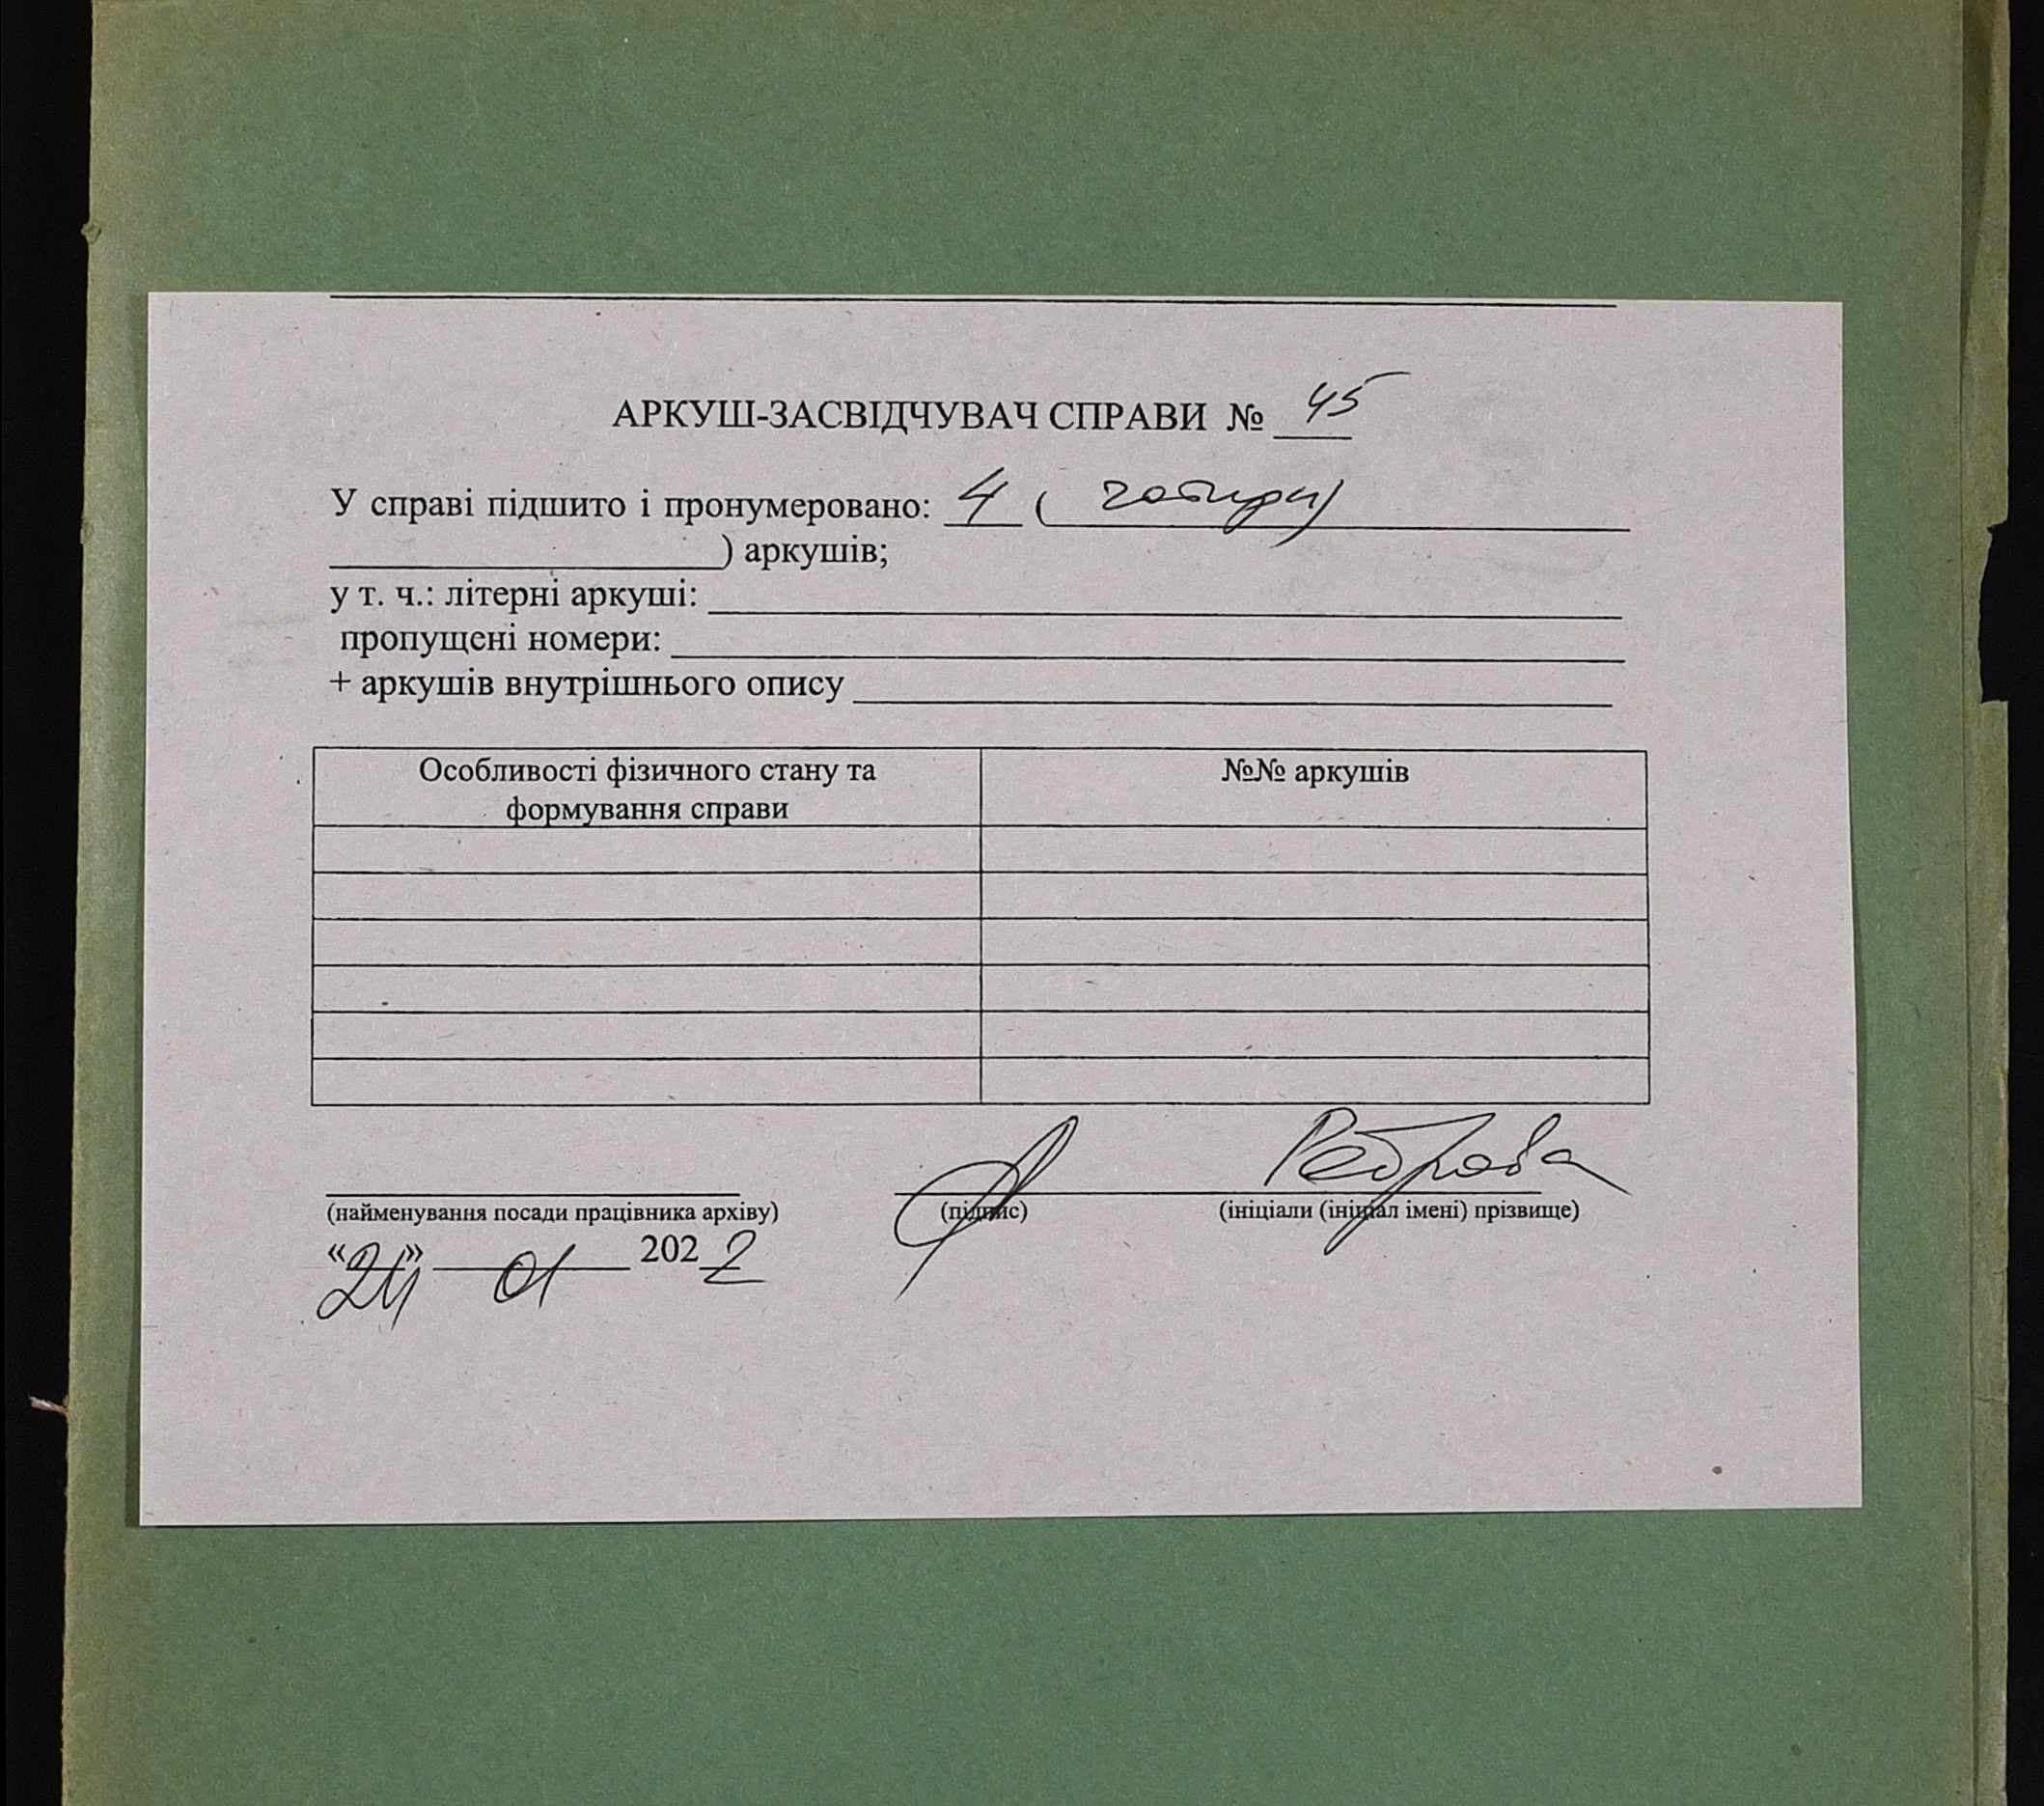 АРКУШ-ЗАСВІДЧУВАЧ СПРАВИ № 45
У справі підшито і пронумеровано: 4 ( чотири)
) аркушів;
у т. ч.: літерні аркуші:
пропущені номери:
+ аркушів внутрішнього опису
Особливості фізичного стану та формування справи
№№ аркушів
Реброва
(найменування посади працівника архіву) (підпис) (ініціали (ініціал імені) прізвище)
«24» 01 2022